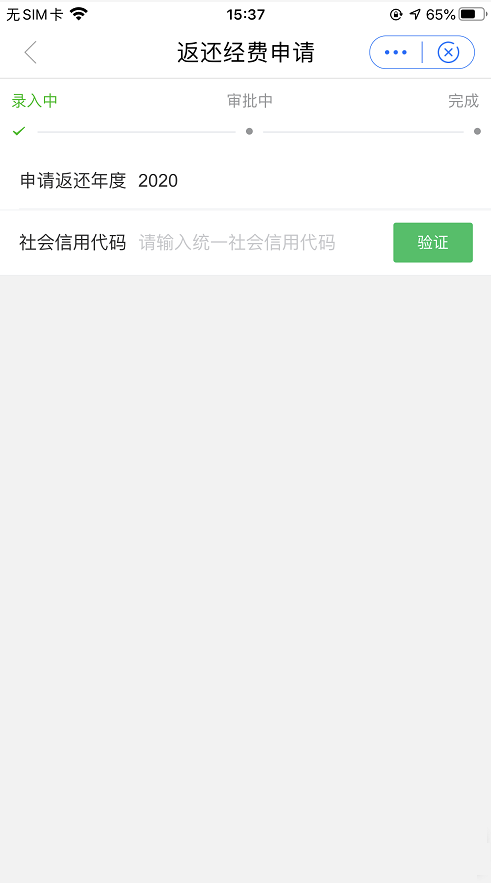 无SIM卡 15:37 65%
返还经费申请
录入中 审批中 完成
申请返还年度 2020
社会信用代码 请输入统一社会信用代码 验证